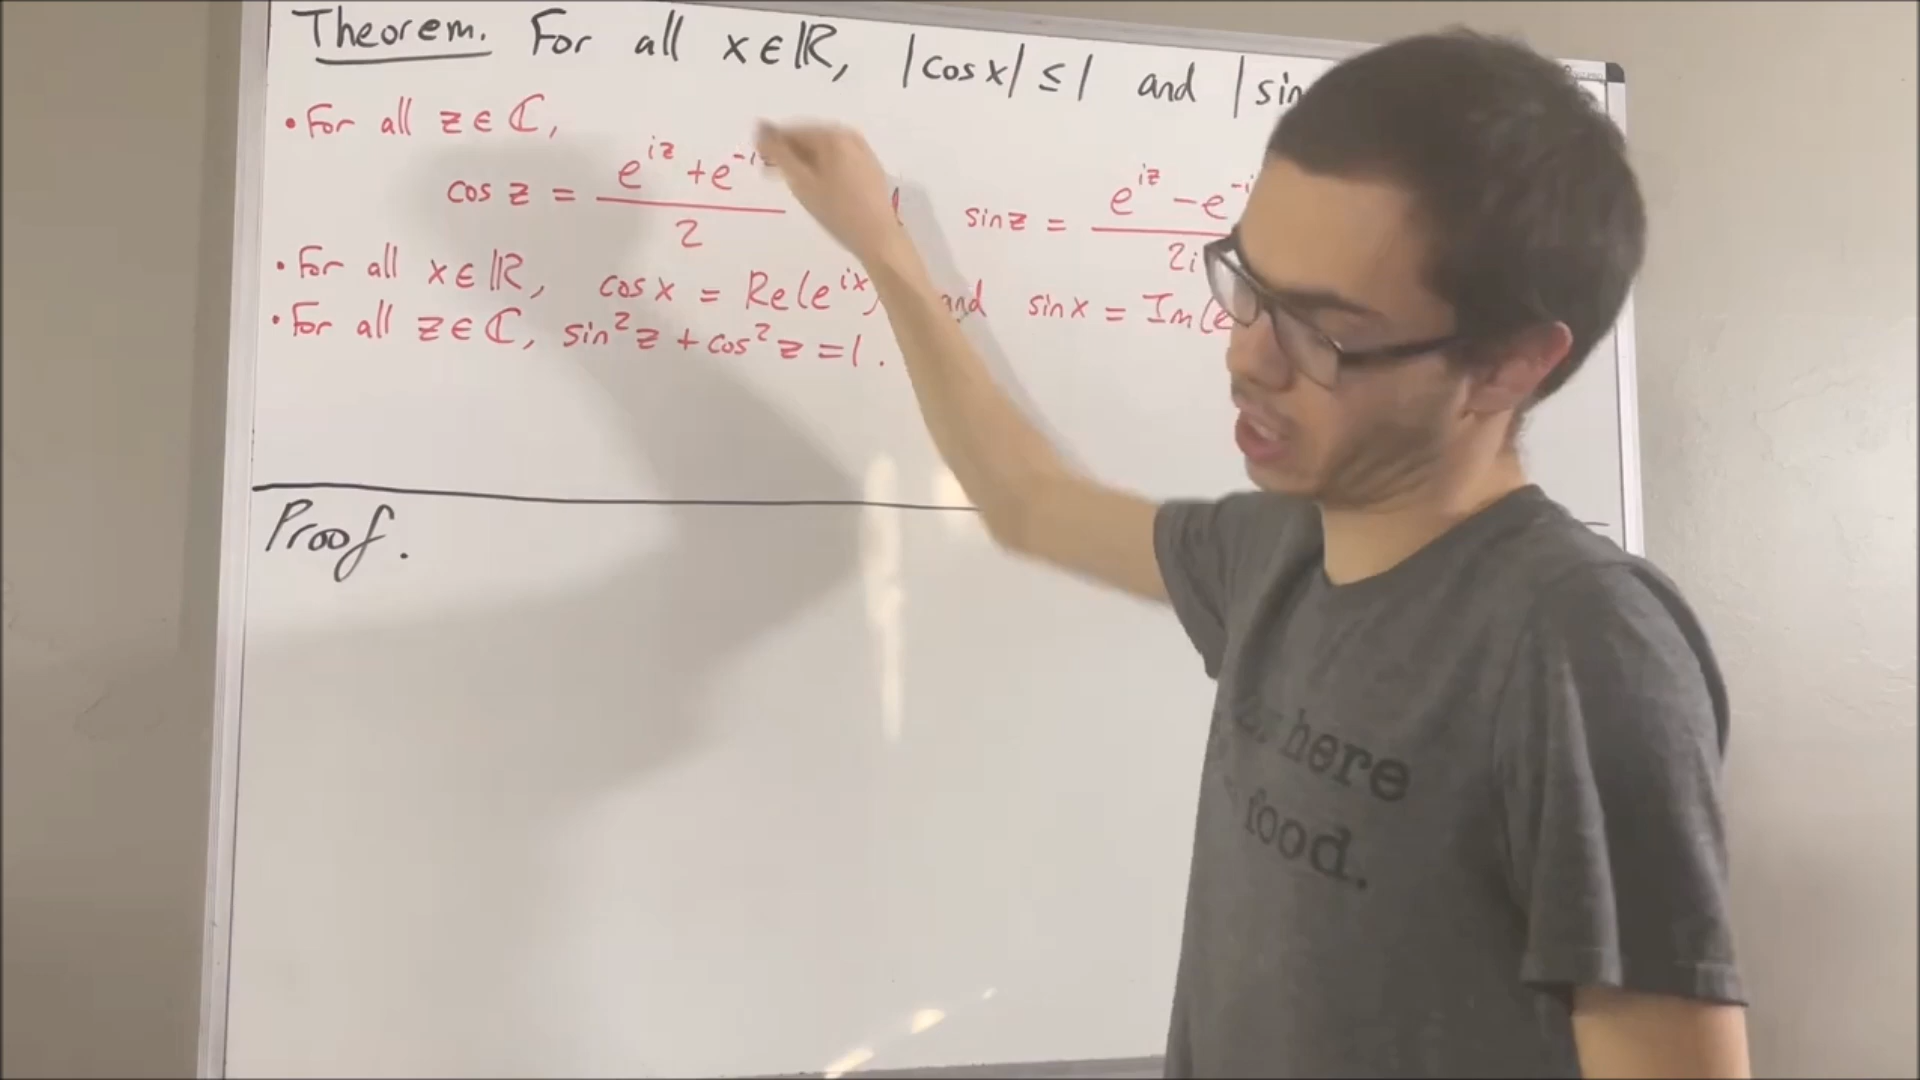 Theorem. For all x∈ℝ, |cos x| ≤ 1 and |sin
• For all z∈ℂ,
cos z = (e^{iz} + e^{-iz})/2 sin z = (e^{iz} - e^{-i
2i
• For all x∈ℝ, cos x = Re(e^{ix}) and sin x = Im(e
• For all z∈ℂ, sin²z + cos²z = 1.
Proof.
here
food.